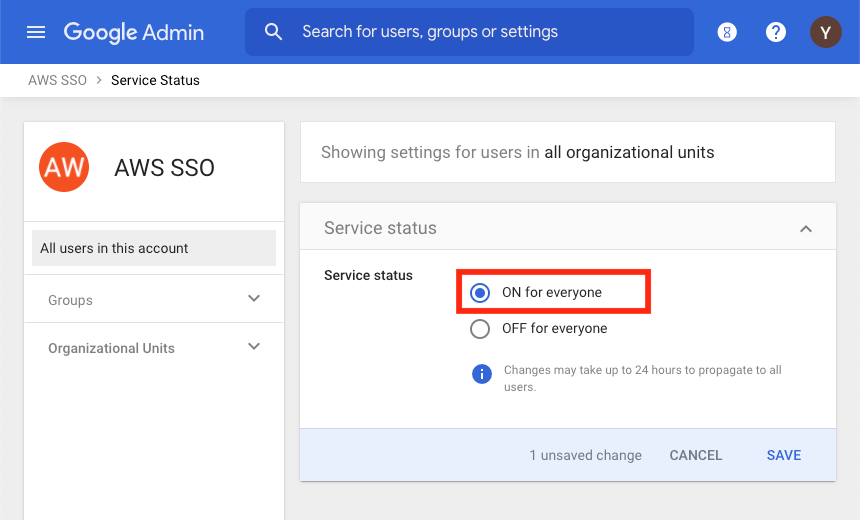 Google Admin
Search for users, groups or settings
Y
AWS SSO > Service Status
AW
AWS SSO
All users in this account
Groups
Organizational Units
Showing settings for users in all organizational units
Service status
Service status
ON for everyone
OFF for everyone
Changes may take up to 24 hours to propagate to all
users.
1 unsaved change
CANCEL
SAVE